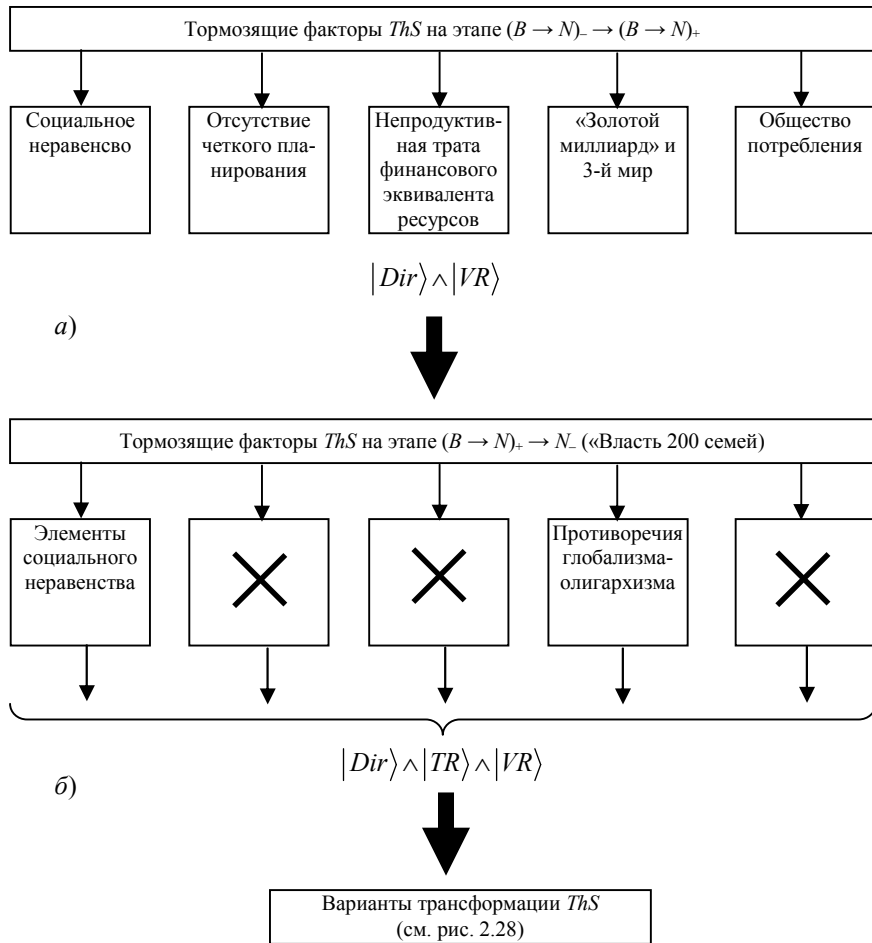 Тормозящие факторы ThS на этапе (B → N)₋ → (B → N)₊
Социальное
неравенсво
Отсутствие
четкого пла-
нирования
Непродуктив-
ная трата
финансового
эквивалента
ресурсов
«Золотой
миллиард» и
3-й мир
Общество
потребления
|Dir⟩∧|VR⟩
а)
Тормозящие факторы ThS на этапе (B → N)₊ → N₋ («Власть 200 семей)
Элементы
социального
неравенства
Противоречия
глобализма-
олигархизма
|Dir⟩∧|TR⟩∧|VR⟩
б)
Варианты трансформации ThS
(см. рис. 2.28)